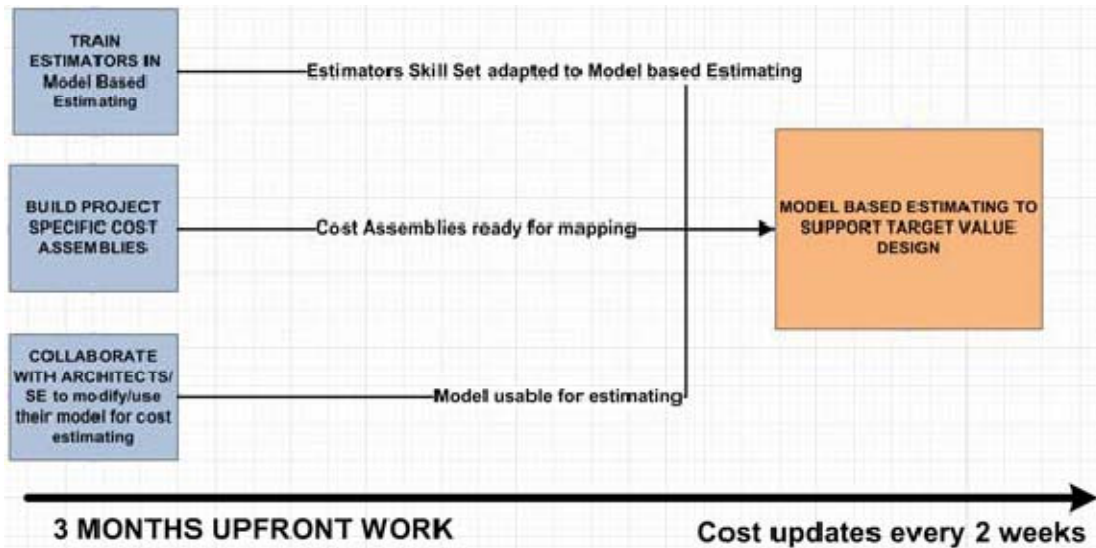 TRAIN
ESTIMATORS IN
Model Based
Estimating
Estimators Skill Set adapted to Model based Estimating
BUILD PROJECT
SPECIFIC COST
ASSEMBLIES
Cost Assemblies ready for mapping
MODEL BASED ESTIMATING TO
SUPPORT TARGET VALUE
DESIGN
COLLABORATE
WITH ARCHITECTS/
SE to modify/use
their model for cost
estimating
Model usable for estimating
3 MONTHS UPFRONT WORK
Cost updates every 2 weeks